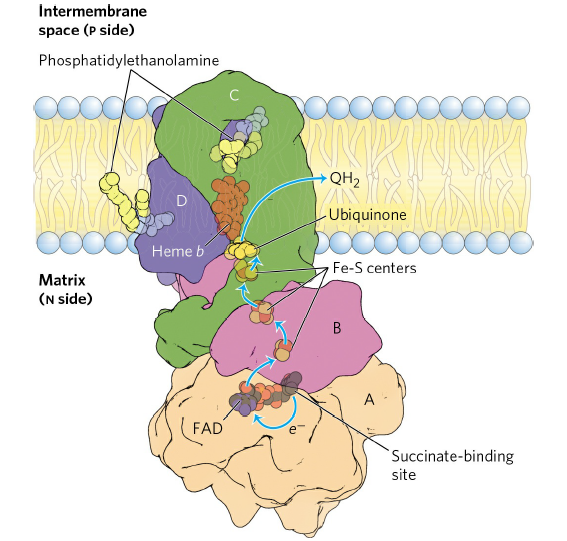 Intermembrane
space (P side)
Phosphatidylethanolamine
C
QH2
D
Ubiquinone
Heme b
Fe-S centers
Matrix
(N side)
B
A
FAD
e−
Succinate-binding
site